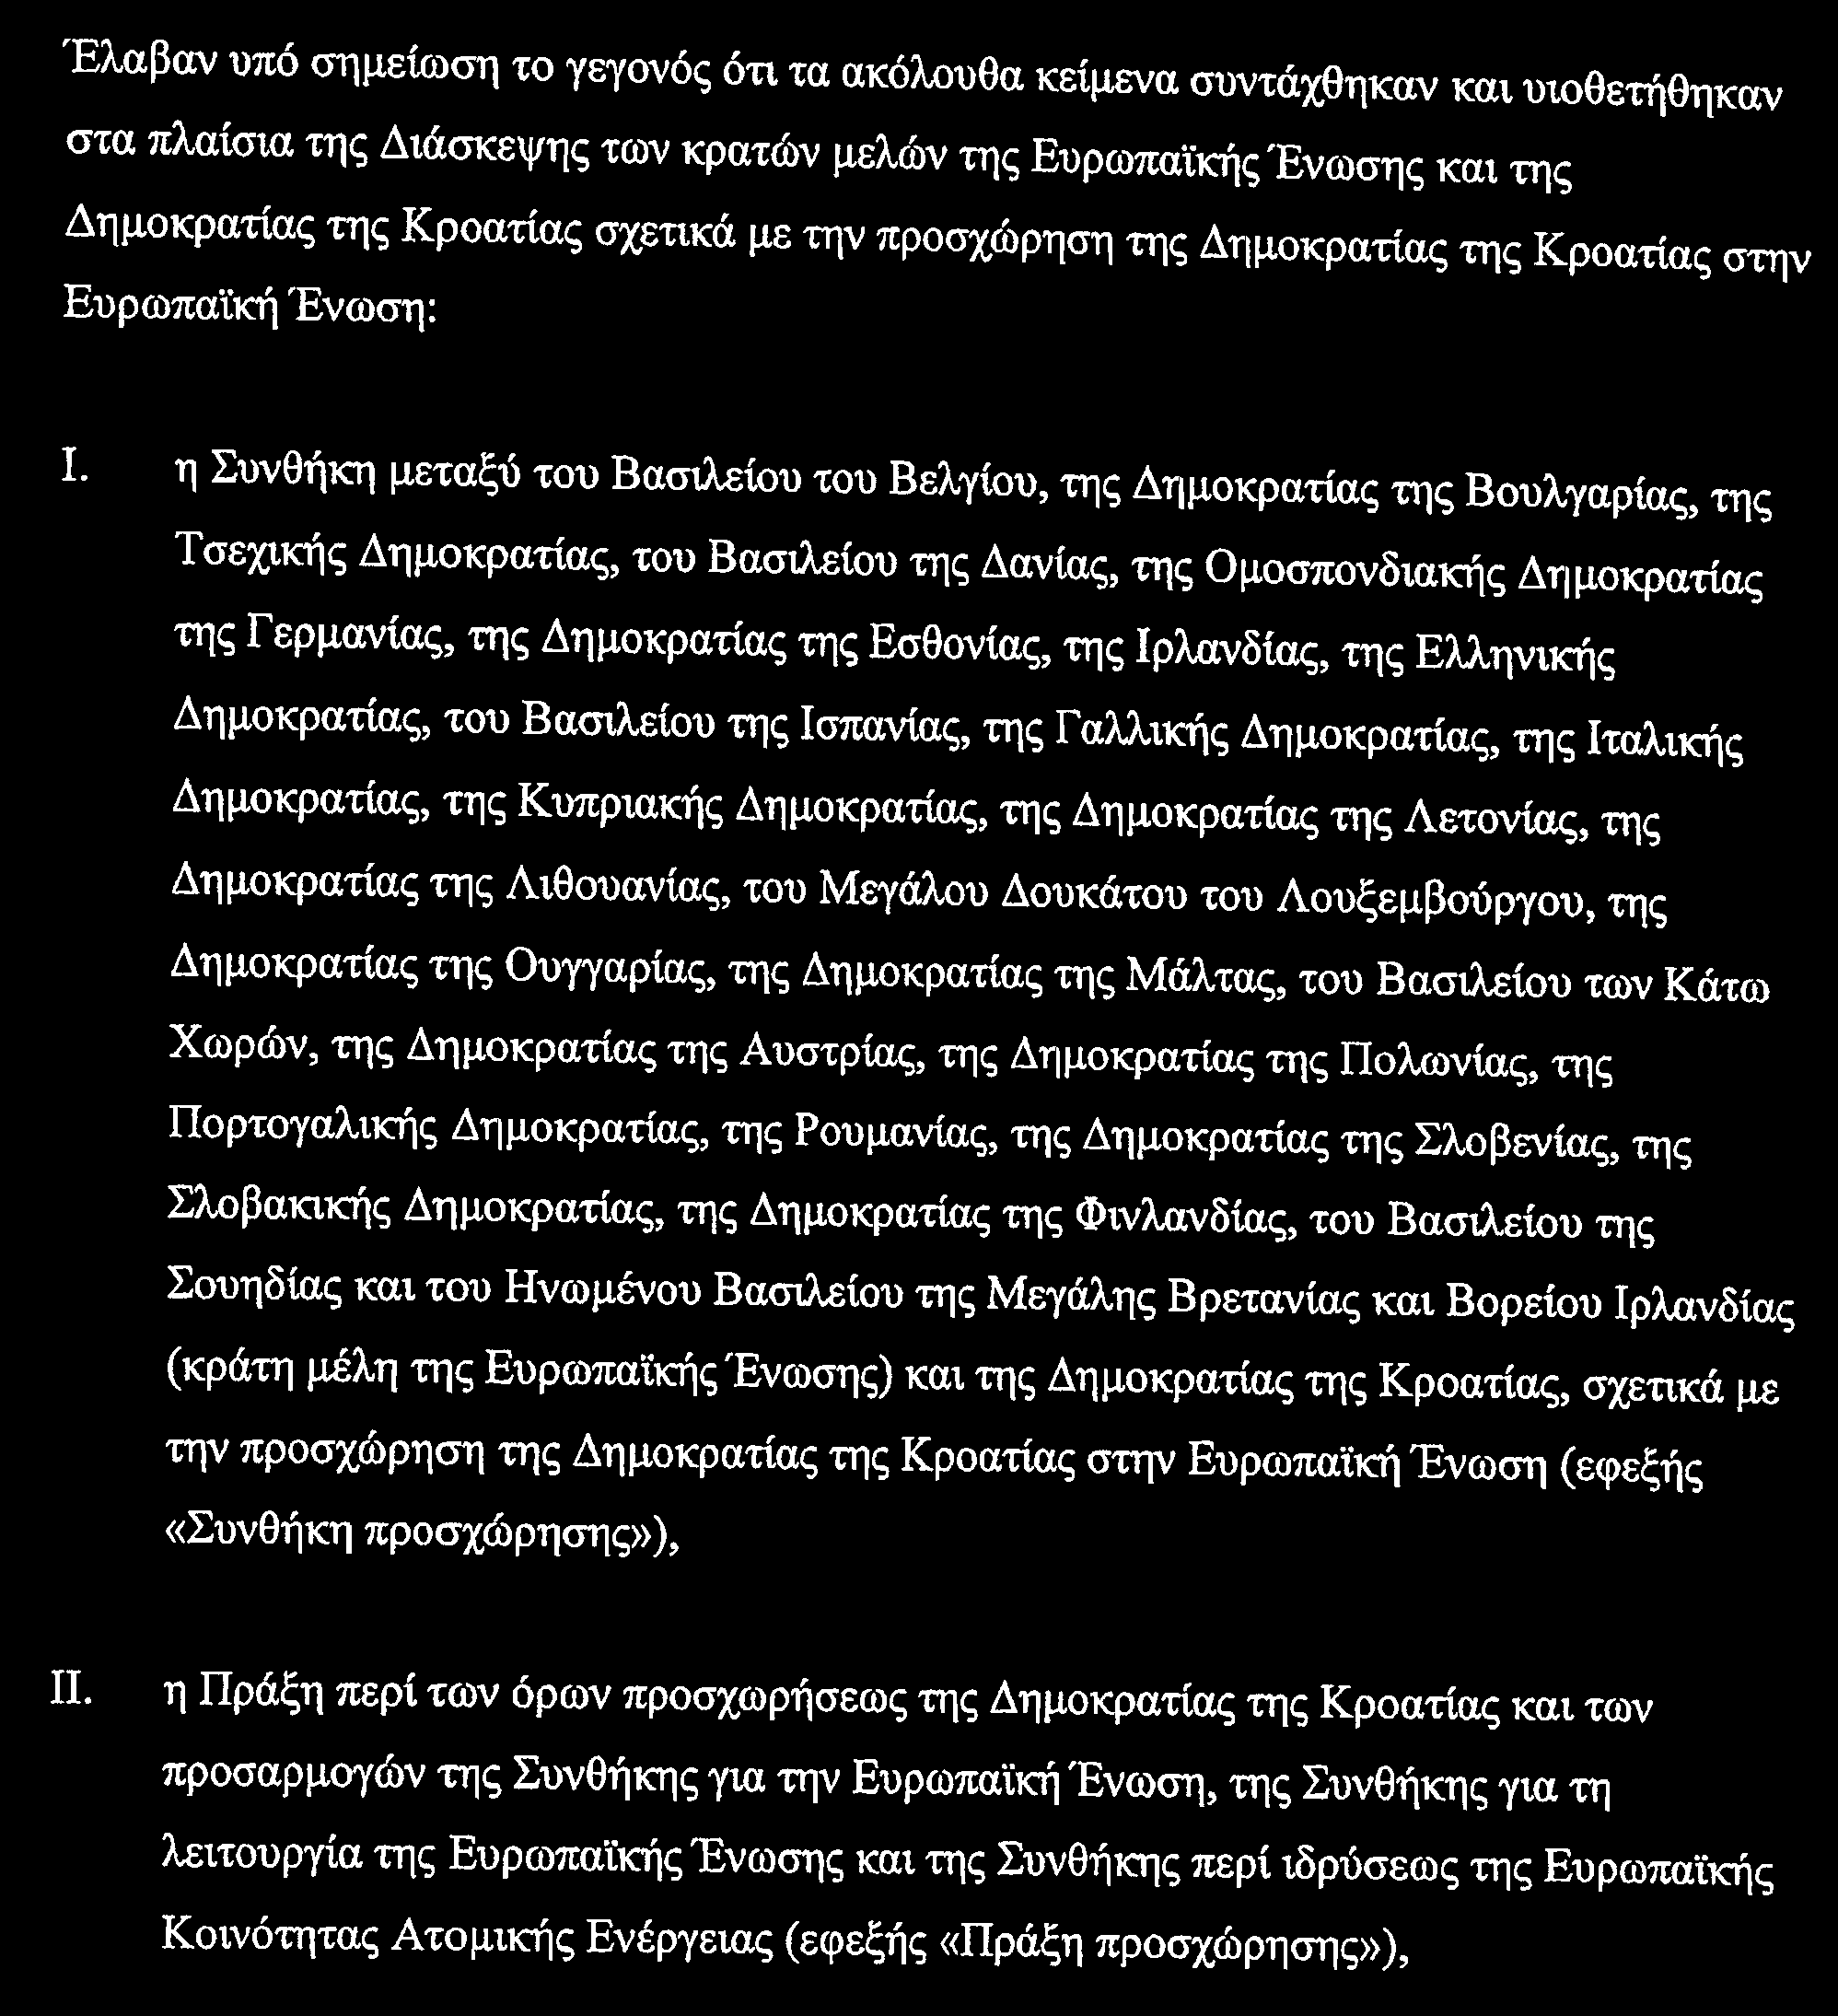 Έλαβαν υπό σημείωση το γεγονός ότι τα ακόλουθα κείμενα συντάχθηκαν και υιοθετήθηκαν
στα πλαίσια της Διάσκεψης των κρατών μελών της Ευρωπαϊκής Ένωσης και της
Δημοκρατίας της Κροατίας σχετικά με την προσχώρηση της Δημοκρατίας της Κροατίας στην
Ευρωπαϊκή Ένωση:
I. η Συνθήκη μεταξύ του Βασιλείου του Βελγίου, της Δημοκρατίας της Βουλγαρίας, της
Τσεχικής Δημοκρατίας, του Βασιλείου της Δανίας, της Ομοσπονδιακής Δημοκρατίας
της Γερμανίας, της Δημοκρατίας της Εσθονίας, της Ιρλανδίας, της Ελληνικής
Δημοκρατίας, του Βασιλείου της Ισπανίας, της Γαλλικής Δημοκρατίας, της Ιταλικής
Δημοκρατίας, της Κυπριακής Δημοκρατίας, της Δημοκρατίας της Λετονίας, της
Δημοκρατίας της Λιθουανίας, του Μεγάλου Δουκάτου του Λουξεμβούργου, της
Δημοκρατίας της Ουγγαρίας, της Δημοκρατίας της Μάλτας, του Βασιλείου των Κάτω
Χωρών, της Δημοκρατίας της Αυστρίας, της Δημοκρατίας της Πολωνίας, της
Πορτογαλικής Δημοκρατίας, της Ρουμανίας, της Δημοκρατίας της Σλοβενίας, της
Σλοβακικής Δημοκρατίας, της Δημοκρατίας της Φινλανδίας, του Βασιλείου της
Σουηδίας και του Ηνωμένου Βασιλείου της Μεγάλης Βρετανίας και Βορείου Ιρλανδίας
(κράτη μέλη της Ευρωπαϊκής Ένωσης) και της Δημοκρατίας της Κροατίας, σχετικά με
την προσχώρηση της Δημοκρατίας της Κροατίας στην Ευρωπαϊκή Ένωση (εφεξής
«Συνθήκη προσχώρησης»),
II. η Πράξη περί των όρων προσχωρήσεως της Δημοκρατίας της Κροατίας και των
προσαρμογών της Συνθήκης για την Ευρωπαϊκή Ένωση, της Συνθήκης για τη
λειτουργία της Ευρωπαϊκής Ένωσης και της Συνθήκης περί ιδρύσεως της Ευρωπαϊκής
Κοινότητας Ατομικής Ενέργειας (εφεξής «Πράξη προσχώρησης»),